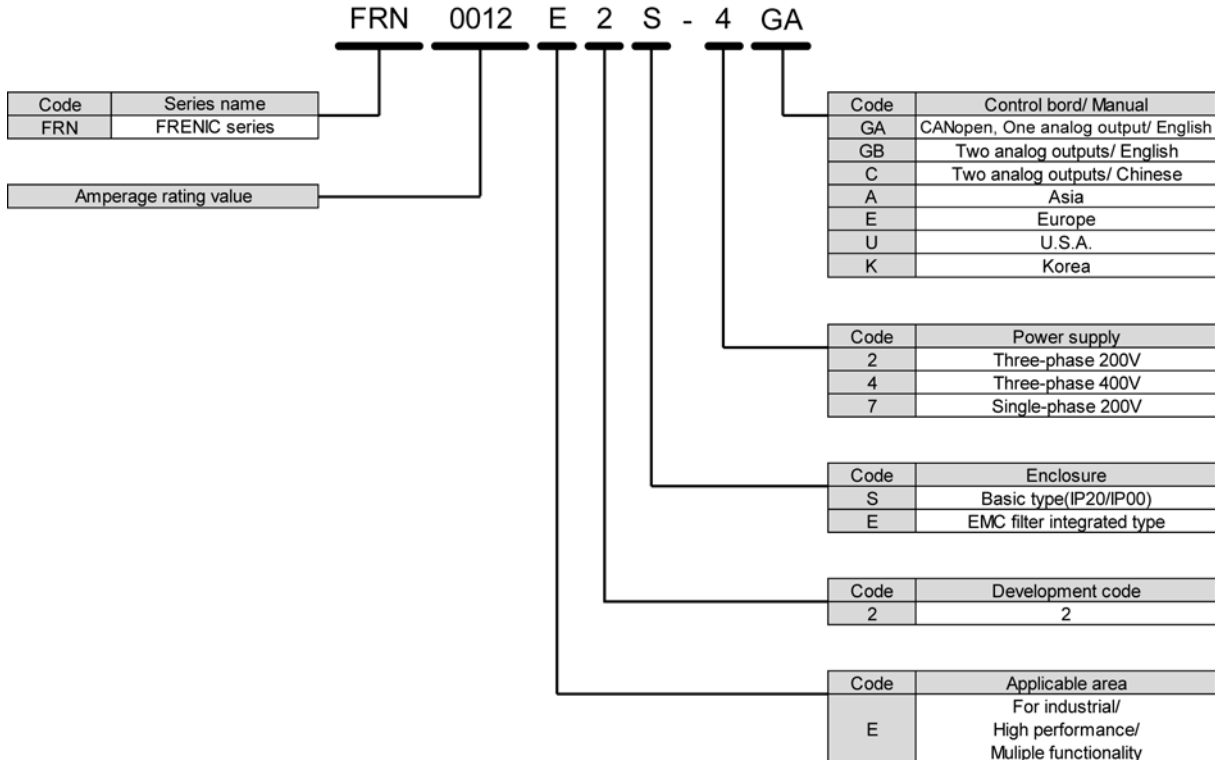 FRN 0012 E 2 S - 4 GA
Code Series name
FRN FRENIC series
Amperage rating value
Code Control bord/ Manual
GA CANopen, One analog output/ English
GB Two analog outputs/ English
C Two analog outputs/ Chinese
A Asia
E Europe
U U.S.A.
K Korea
Code Power supply
2 Three-phase 200V
4 Three-phase 400V
7 Single-phase 200V
Code Enclosure
S Basic type(IP20/IP00)
E EMC filter integrated type
Code Development code
2 2
Code Applicable area
E For industrial/
High performance/
Muliple functionality